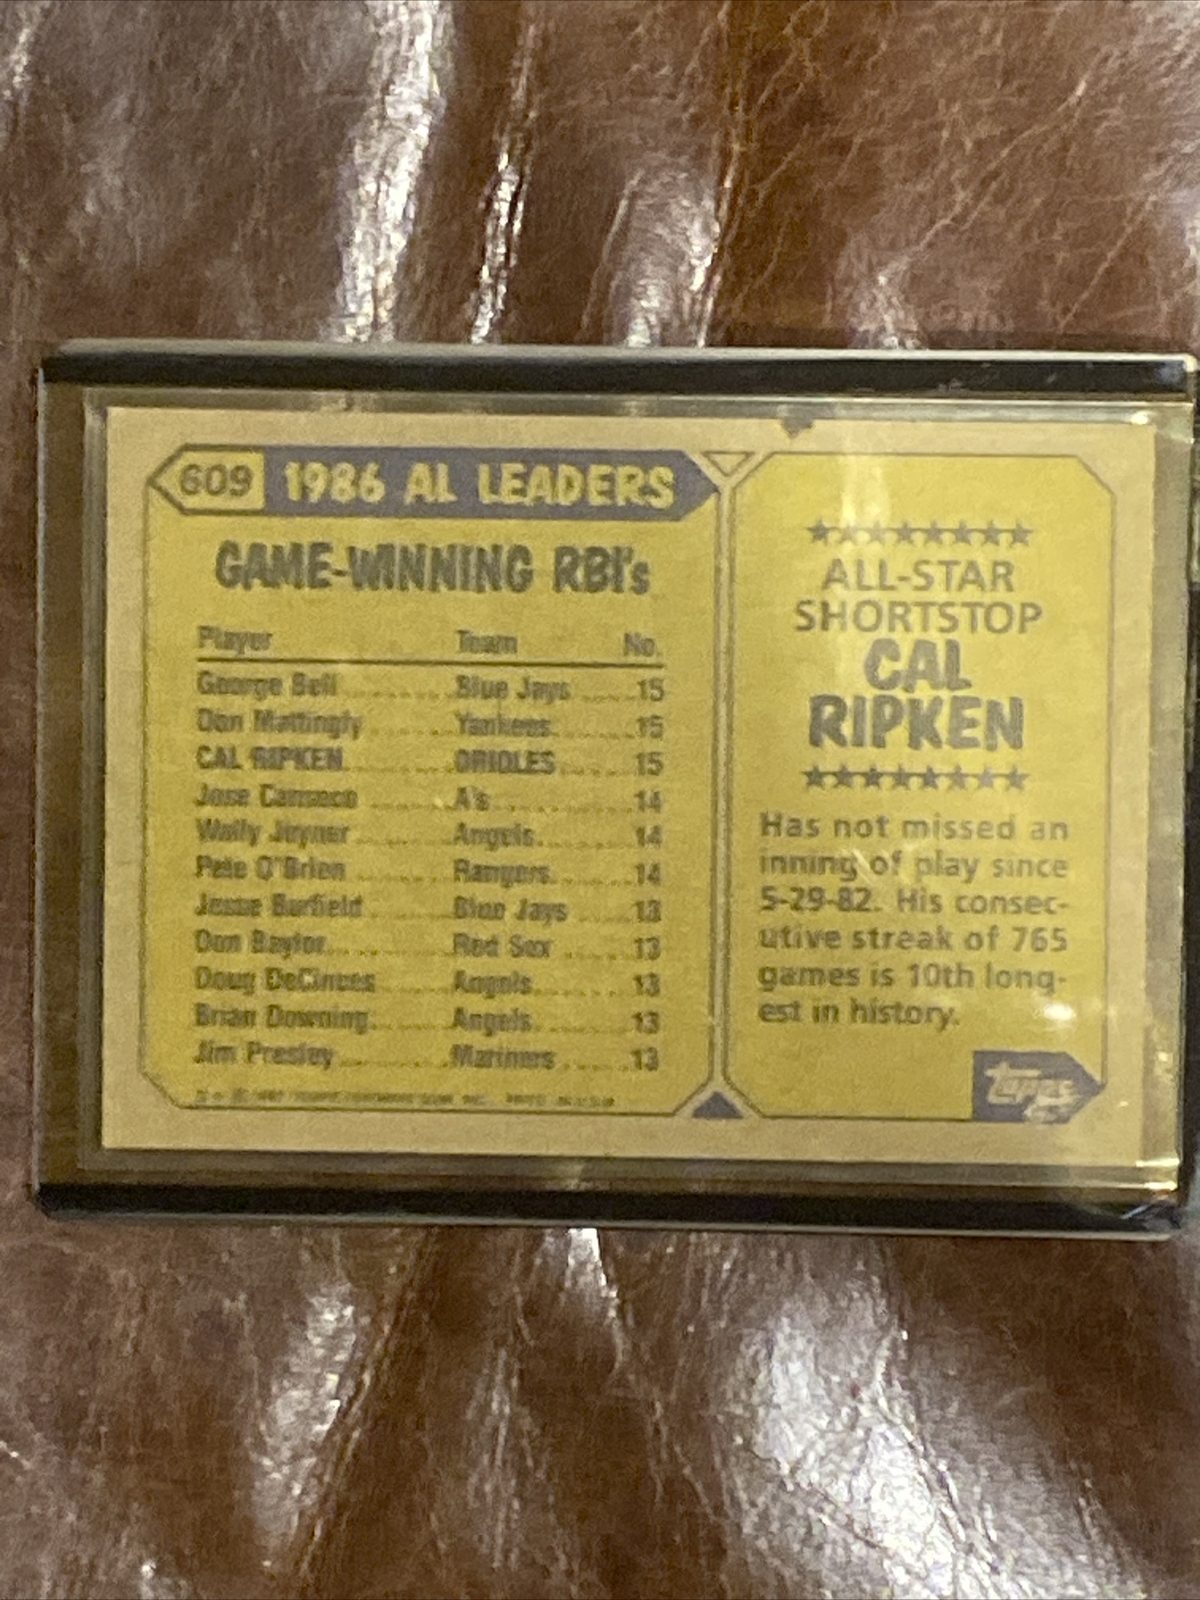 609 1986 AL LEADERS
GAME-WINNING RBI's
Player Team No.
George Bell Blue Jays 15
Don Mattingly Yankees 15
CAL RIPKEN ORIOLES 15
Jose Canseco A's 14
Wally Joyner Angels 14
Pete O'Brien Rangers 14
Jesse Barfield Blue Jays 13
Don Baylor Red Sox 13
Doug DeCinces Angels 13
Brian Downing Angels 13
Jim Presley Mariners 13
ALL-STAR
SHORTSTOP
CAL
RIPKEN
Has not missed an
inning of play since
5-29-82. His consec-
utive streak of 765
games is 10th long-
est in history.
Topps